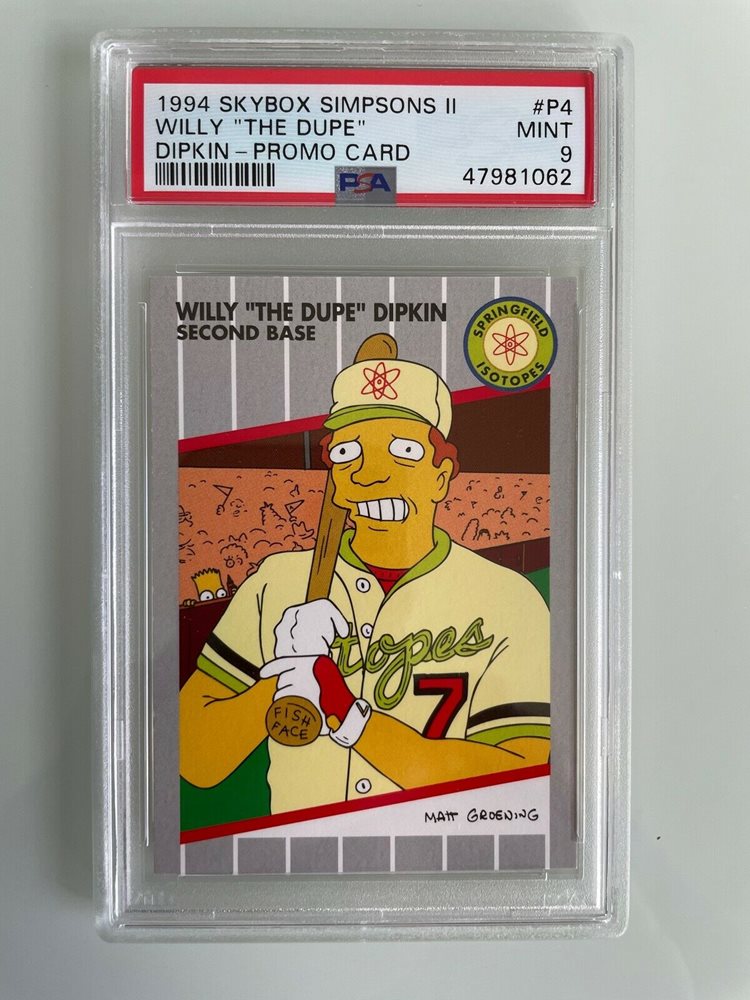 1994 SKYBOX SIMPSONS II #P4
WILLY "THE DUPE" MINT
DIPKIN - PROMO CARD 9
PSA 47981062
WILLY "THE DUPE" DIPKIN
SECOND BASE
SPRINGFIELD
ISOTOPES
topes
7
FISH
FACE
MATT GROENING